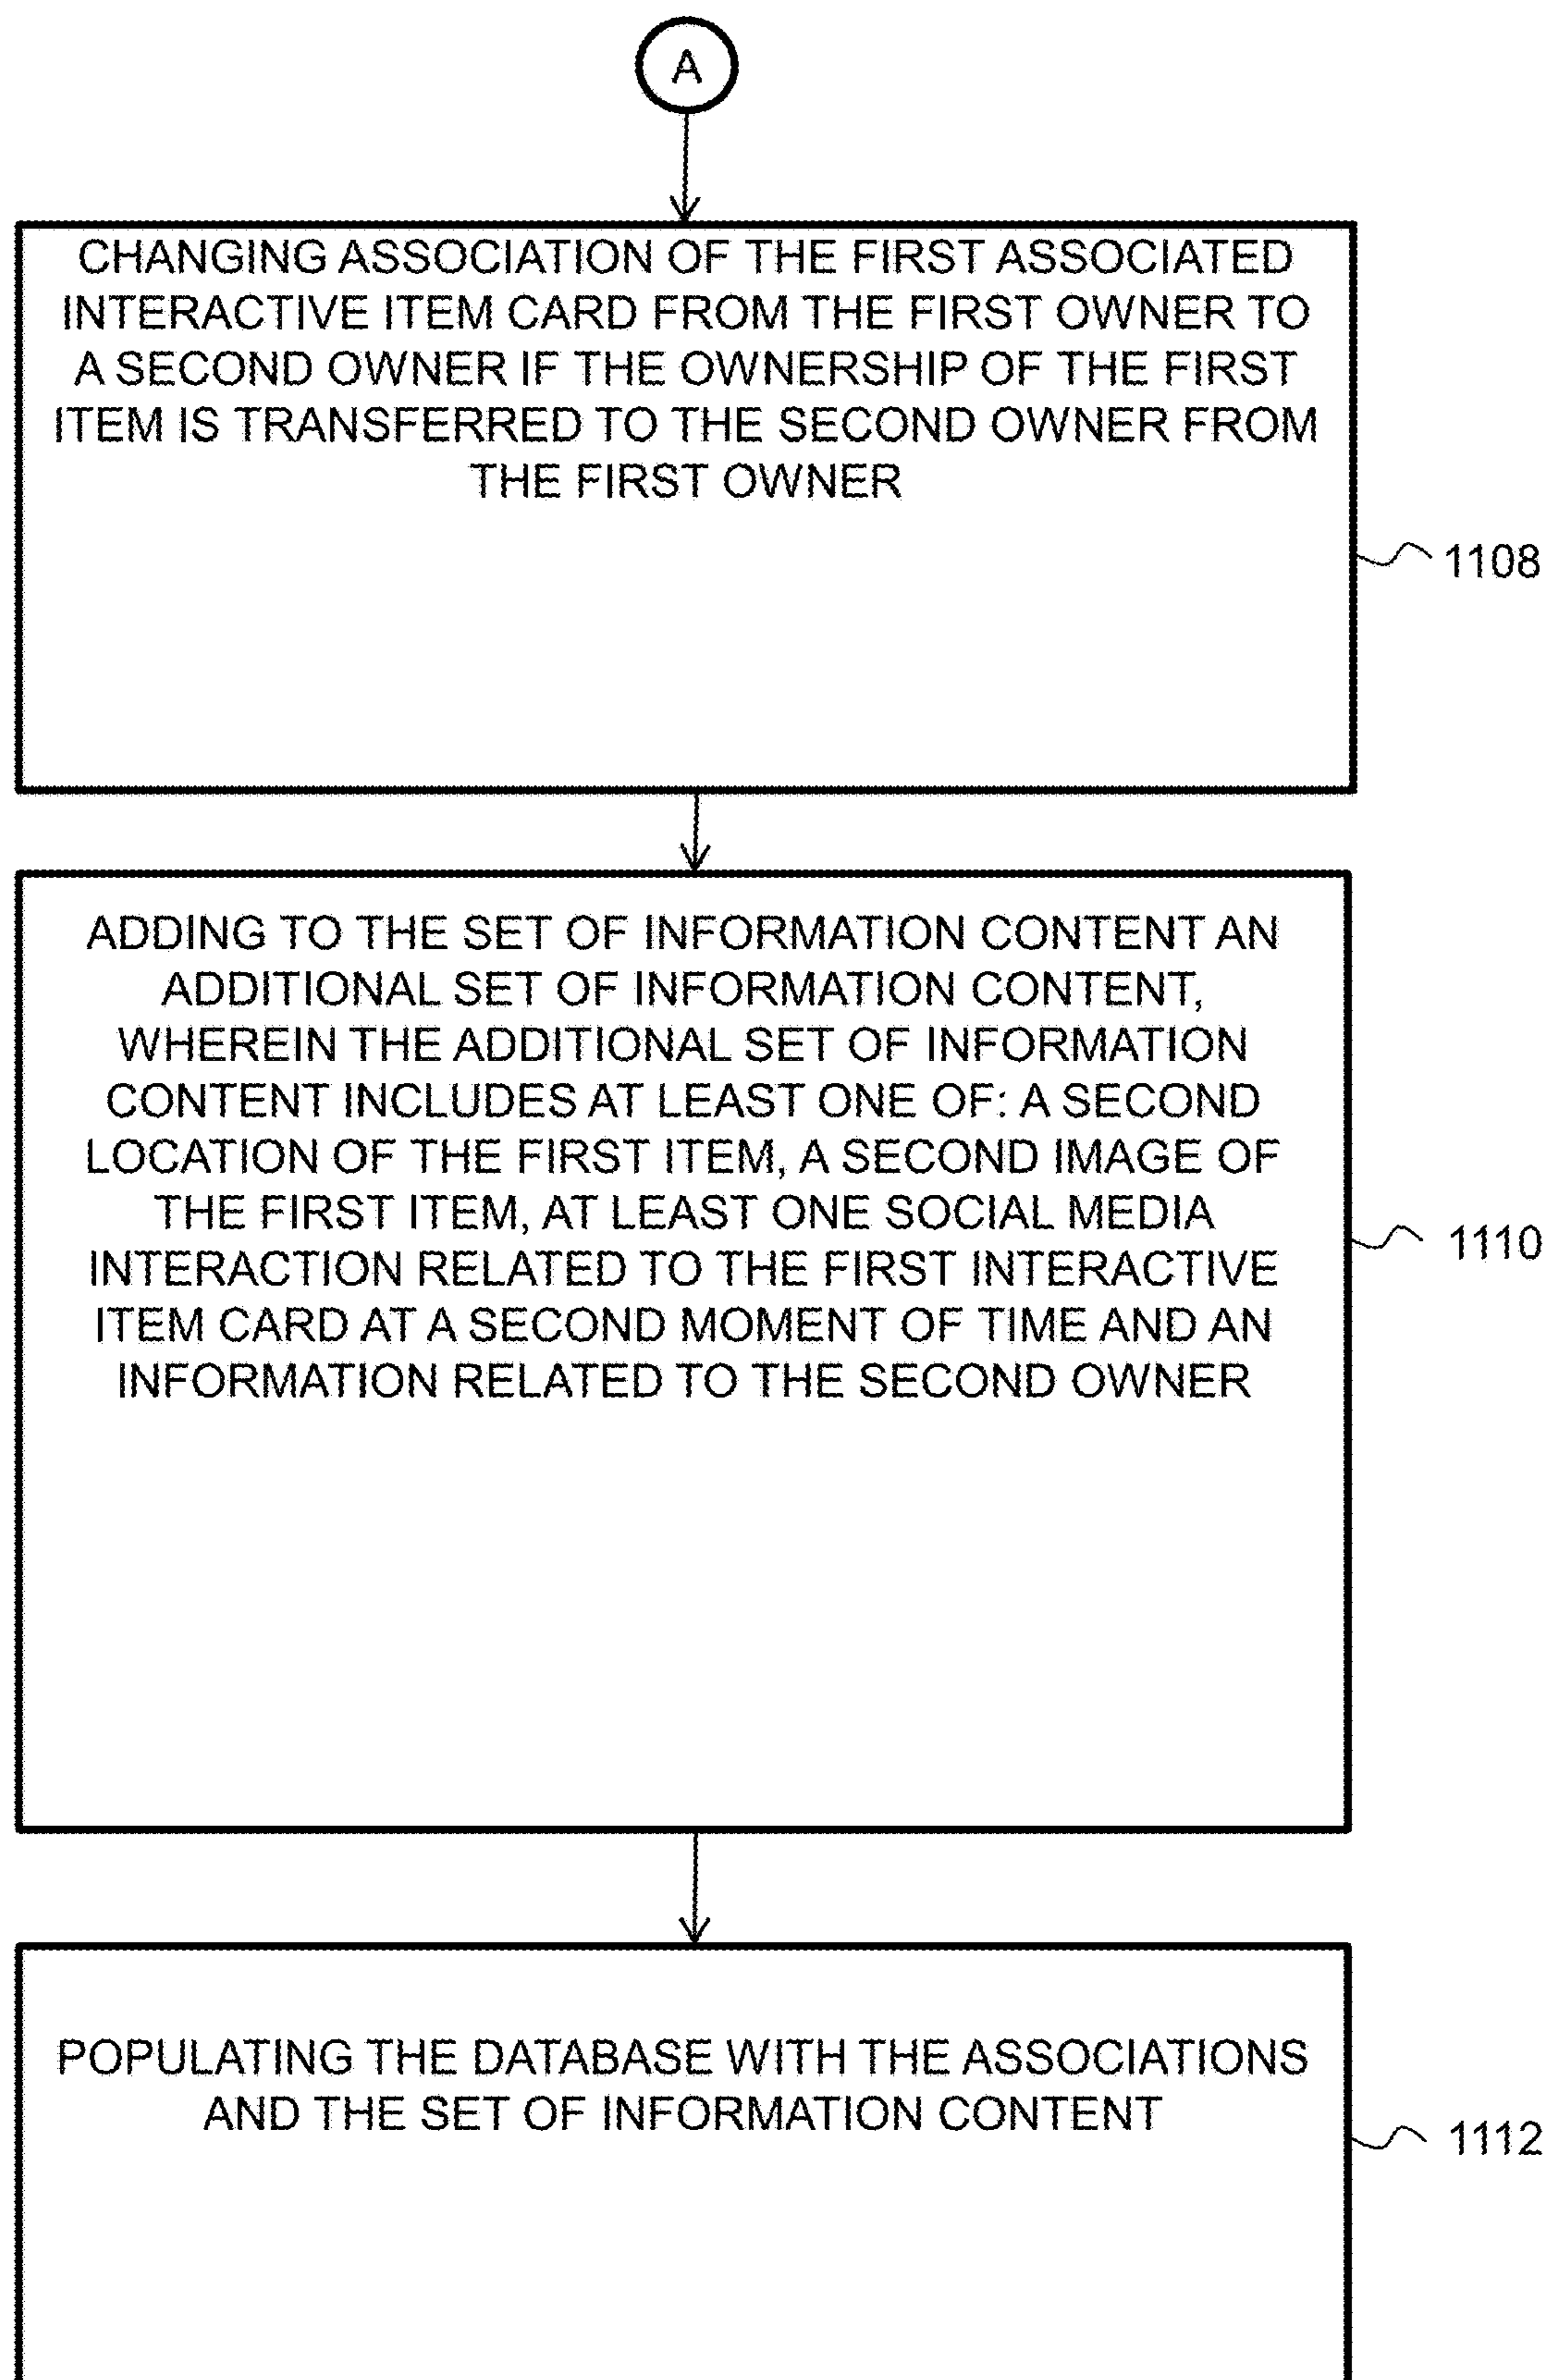 A
CHANGING ASSOCIATION OF THE FIRST ASSOCIATED
INTERACTIVE ITEM CARD FROM THE FIRST OWNER TO
A SECOND OWNER IF THE OWNERSHIP OF THE FIRST
ITEM IS TRANSFERRED TO THE SECOND OWNER FROM
THE FIRST OWNER
1108
ADDING TO THE SET OF INFORMATION CONTENT AN
ADDITIONAL SET OF INFORMATION CONTENT,
WHEREIN THE ADDITIONAL SET OF INFORMATION
CONTENT INCLUDES AT LEAST ONE OF: A SECOND
LOCATION OF THE FIRST ITEM, A SECOND IMAGE OF
THE FIRST ITEM, AT LEAST ONE SOCIAL MEDIA
INTERACTION RELATED TO THE FIRST INTERACTIVE
ITEM CARD AT A SECOND MOMENT OF TIME AND AN
INFORMATION RELATED TO THE SECOND OWNER
1110
POPULATING THE DATABASE WITH THE ASSOCIATIONS
AND THE SET OF INFORMATION CONTENT
1112